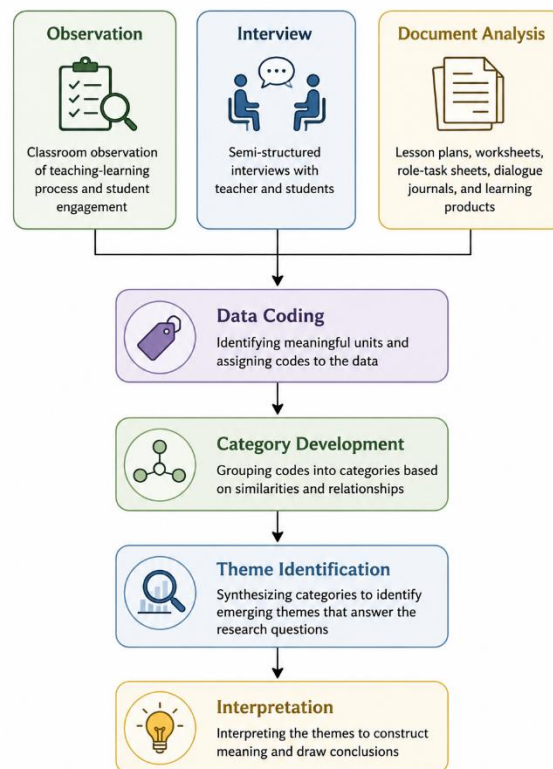 Observation
Classroom observation
of teaching-learning
process and student
engagement
Interview
Semi-structured
interviews with
teacher and students
Document Analysis
Lesson plans, worksheets,
role-task sheets, dialogue
journals, and learning
products
Data Coding
Identifying meaningful units and
assigning codes to the data
Category Development
Grouping codes into categories based
on similarities and relationships
Theme Identification
Synthesizing categories to identify
emerging themes that answer the
research questions
Interpretation
Interpreting the themes to construct
meaning and draw conclusions